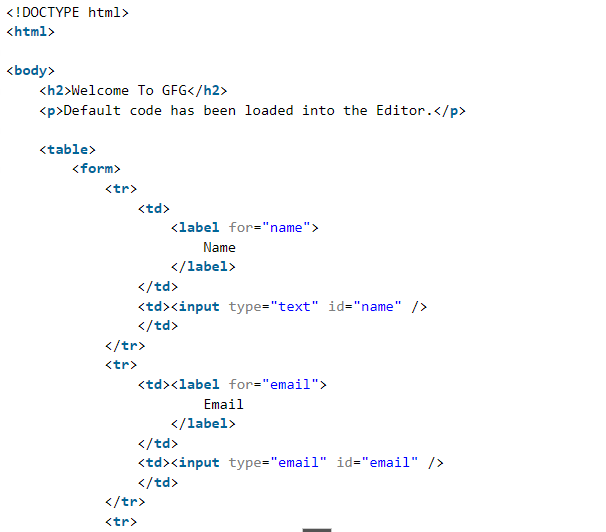 <!DOCTYPE html>
<html>
<body>
<h2>Welcome To GFG</h2>
<p>Default code has been loaded into the Editor.</p>
<table>
<form>
<tr>
<td>
<label for="name">
Name
</label>
</td>
<td><input type="text" id="name" />
</td>
</tr>
<tr>
<td><label for="email">
Email
</label>
</td>
<td><input type="email" id="email" />
</td>
</tr>
<tr>